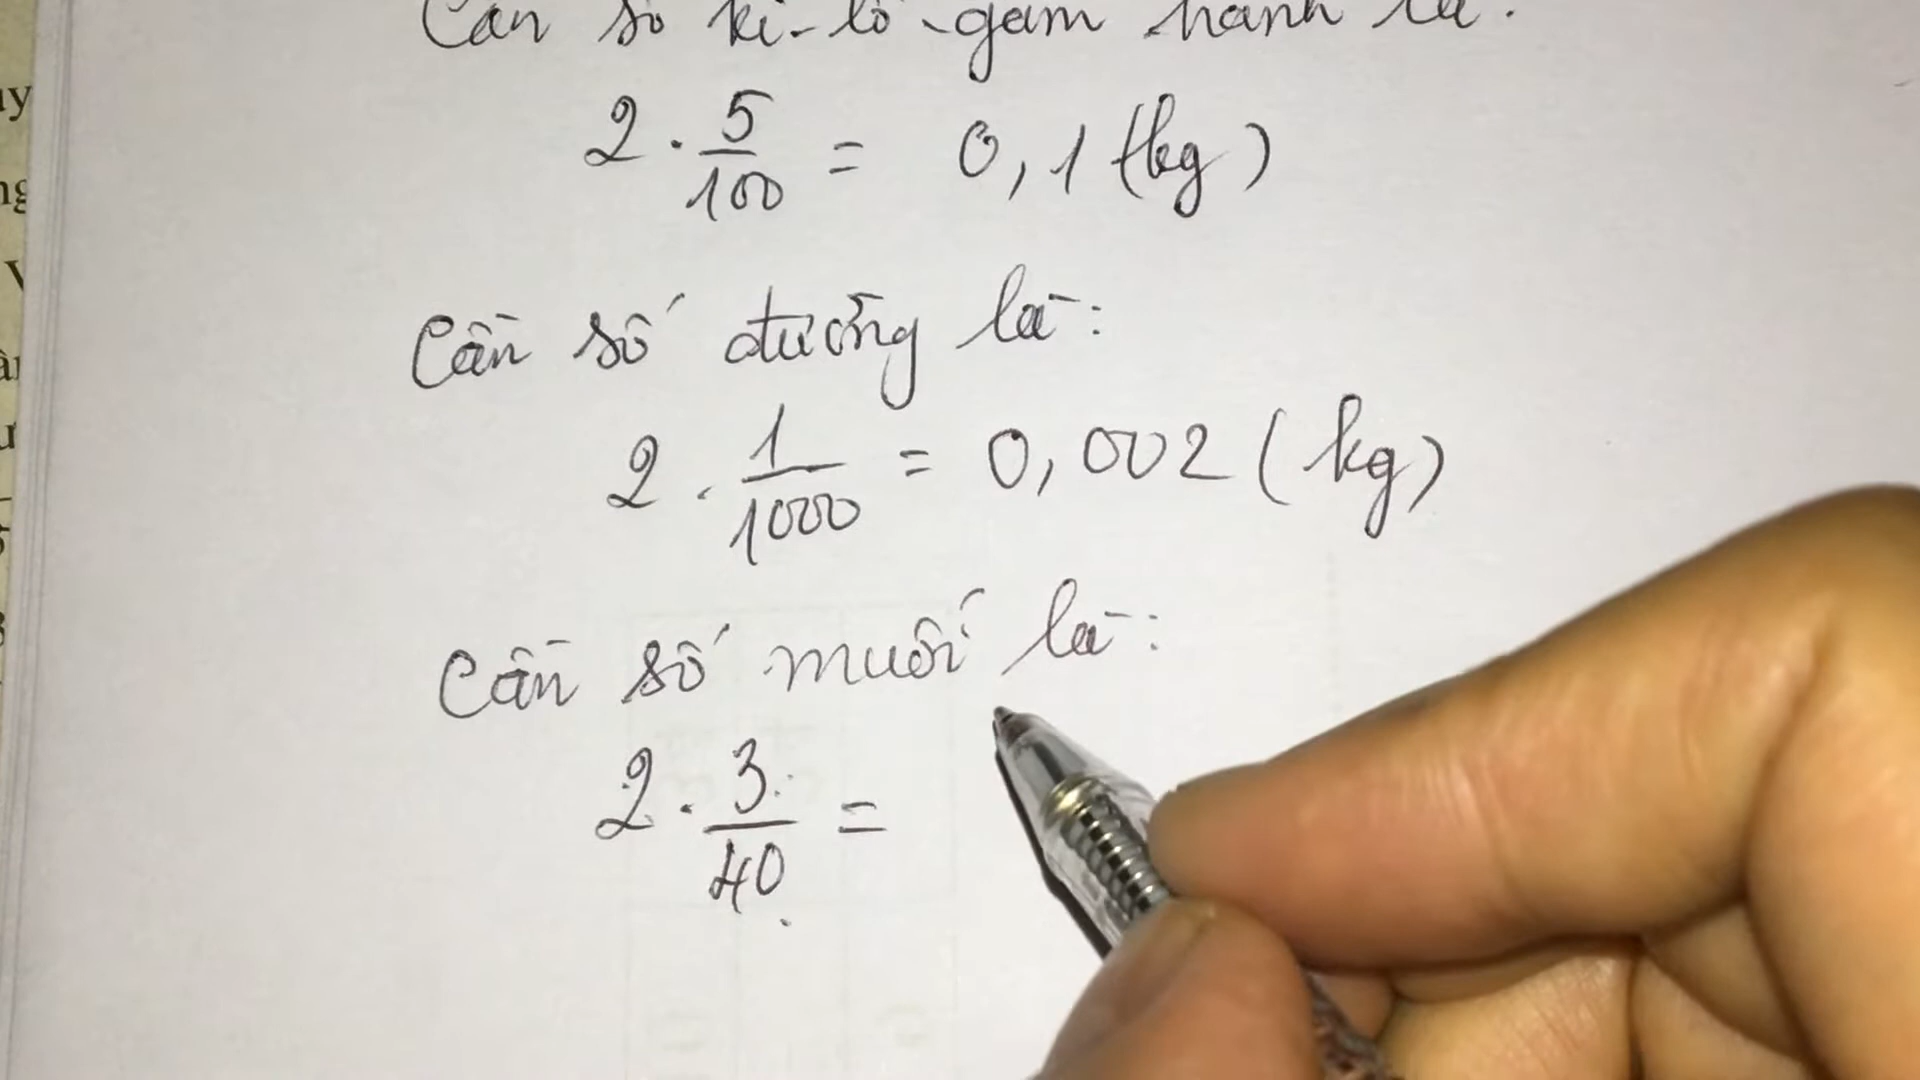 Cần số ki-lô-gam hành là:
2 . 5/100 = 0,1 (kg)
Cần số đường là:
2 . 1/1000 = 0,002 (kg)
Cần số muối là:
2 . 3/40 =